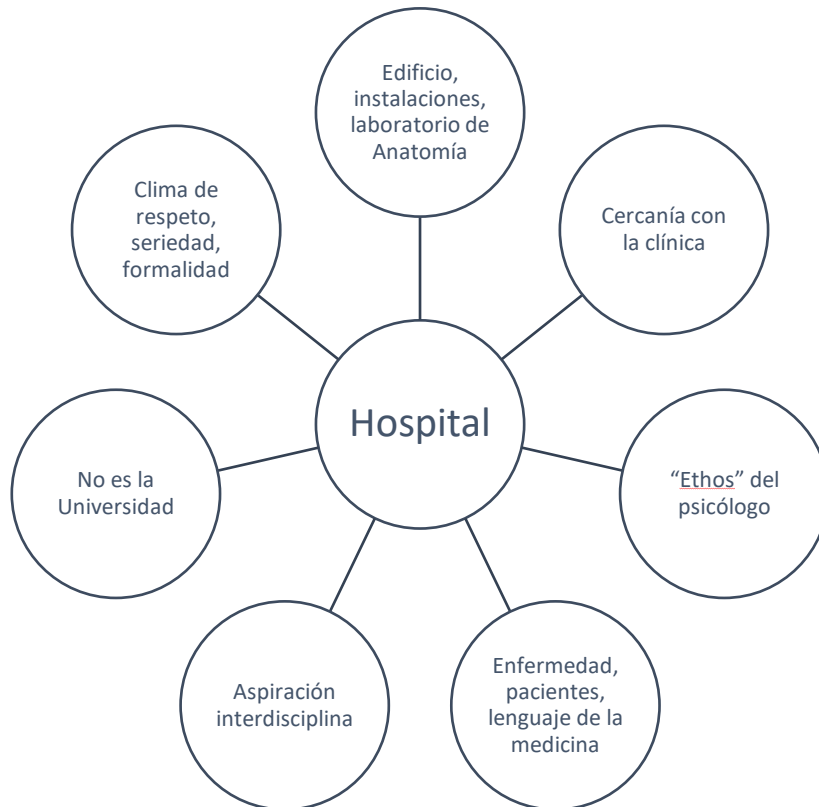 Edificio,
instalaciones,
laboratorio de
Anatomía
Clima de
respeto,
seriedad,
formalidad
Cercanía con
la clínica
Hospital
No es la
Universidad
“Ethos” del
psicólogo
Aspiración
interdisciplina
Enfermedad,
pacientes,
lenguaje de la
medicina